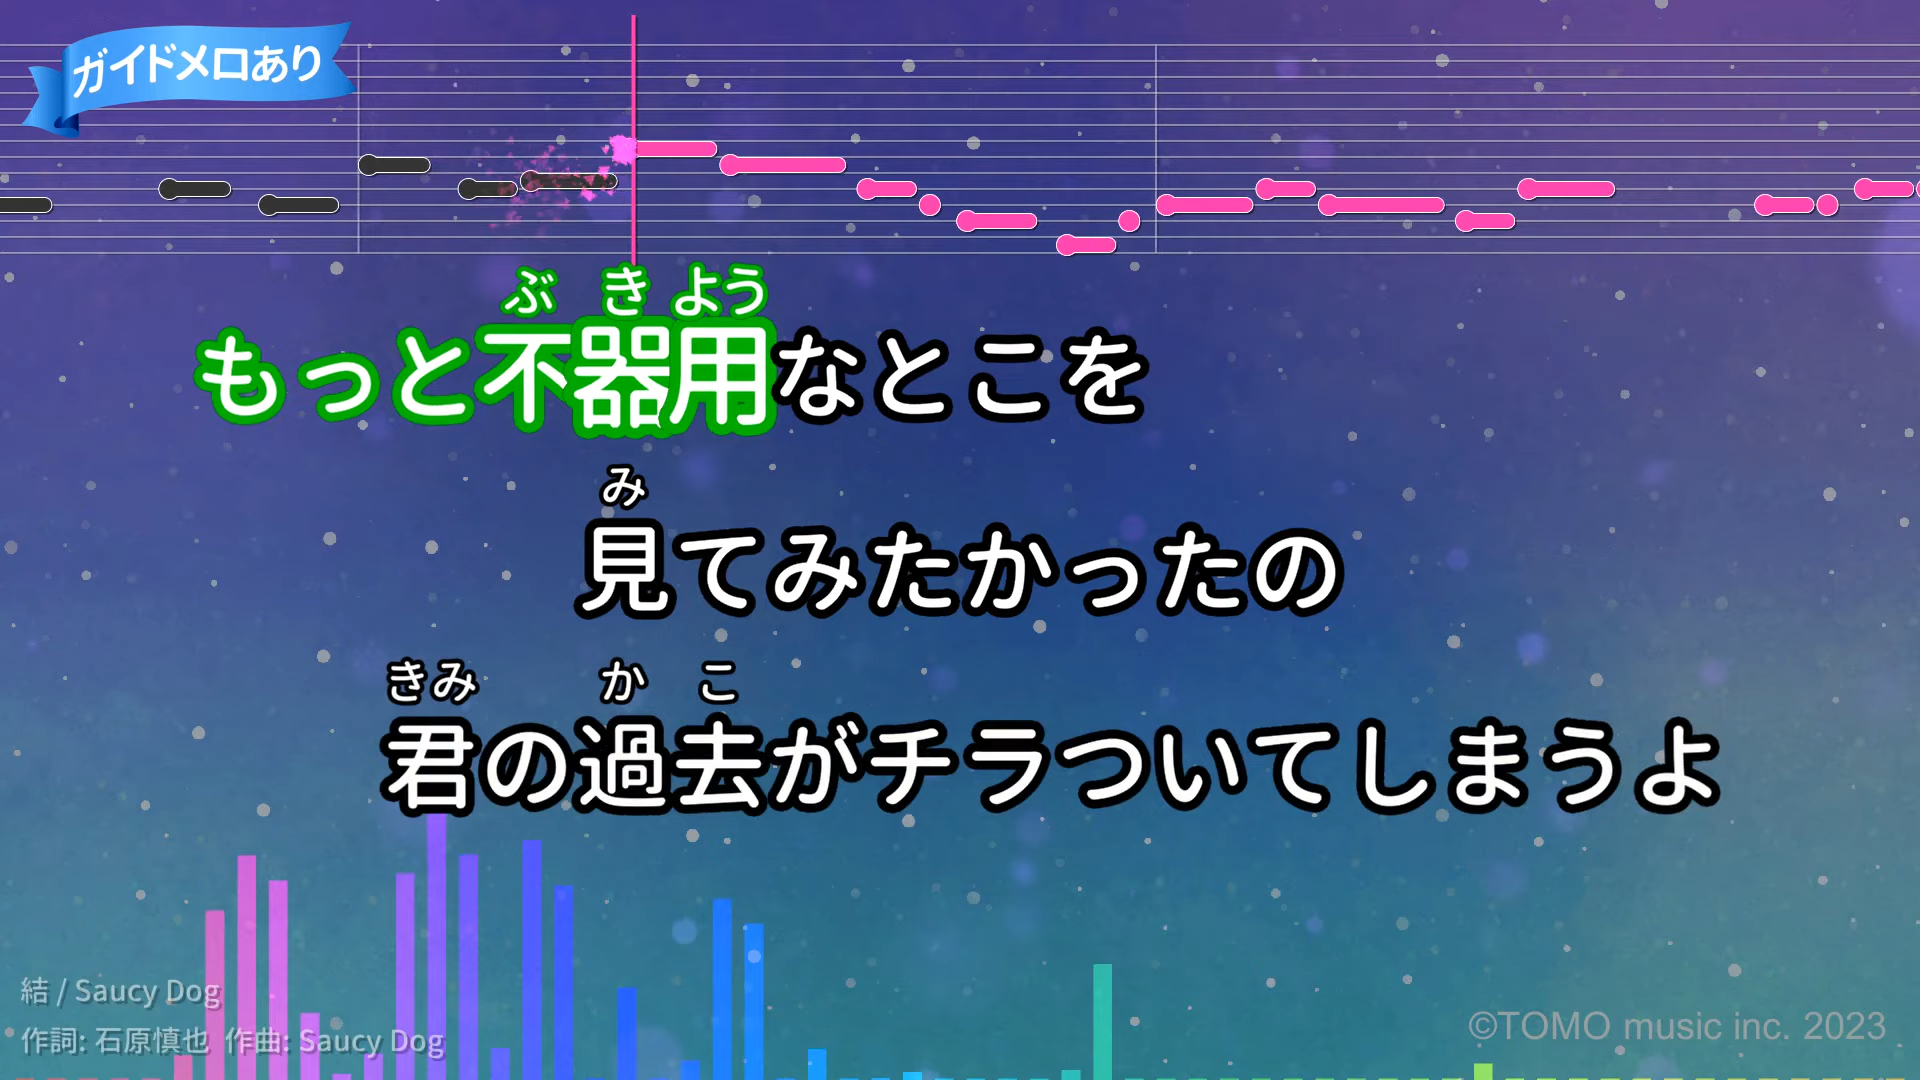 ガイドメロあり
ぶ き よう
もっと不器用なとこを
み
見てみたかったの
きみ か こ
君の過去がチラついてしまうよ
結 / Saucy Dog
作詞: 石原慎也 作曲: Saucy Dog
©TOMO music inc. 2023